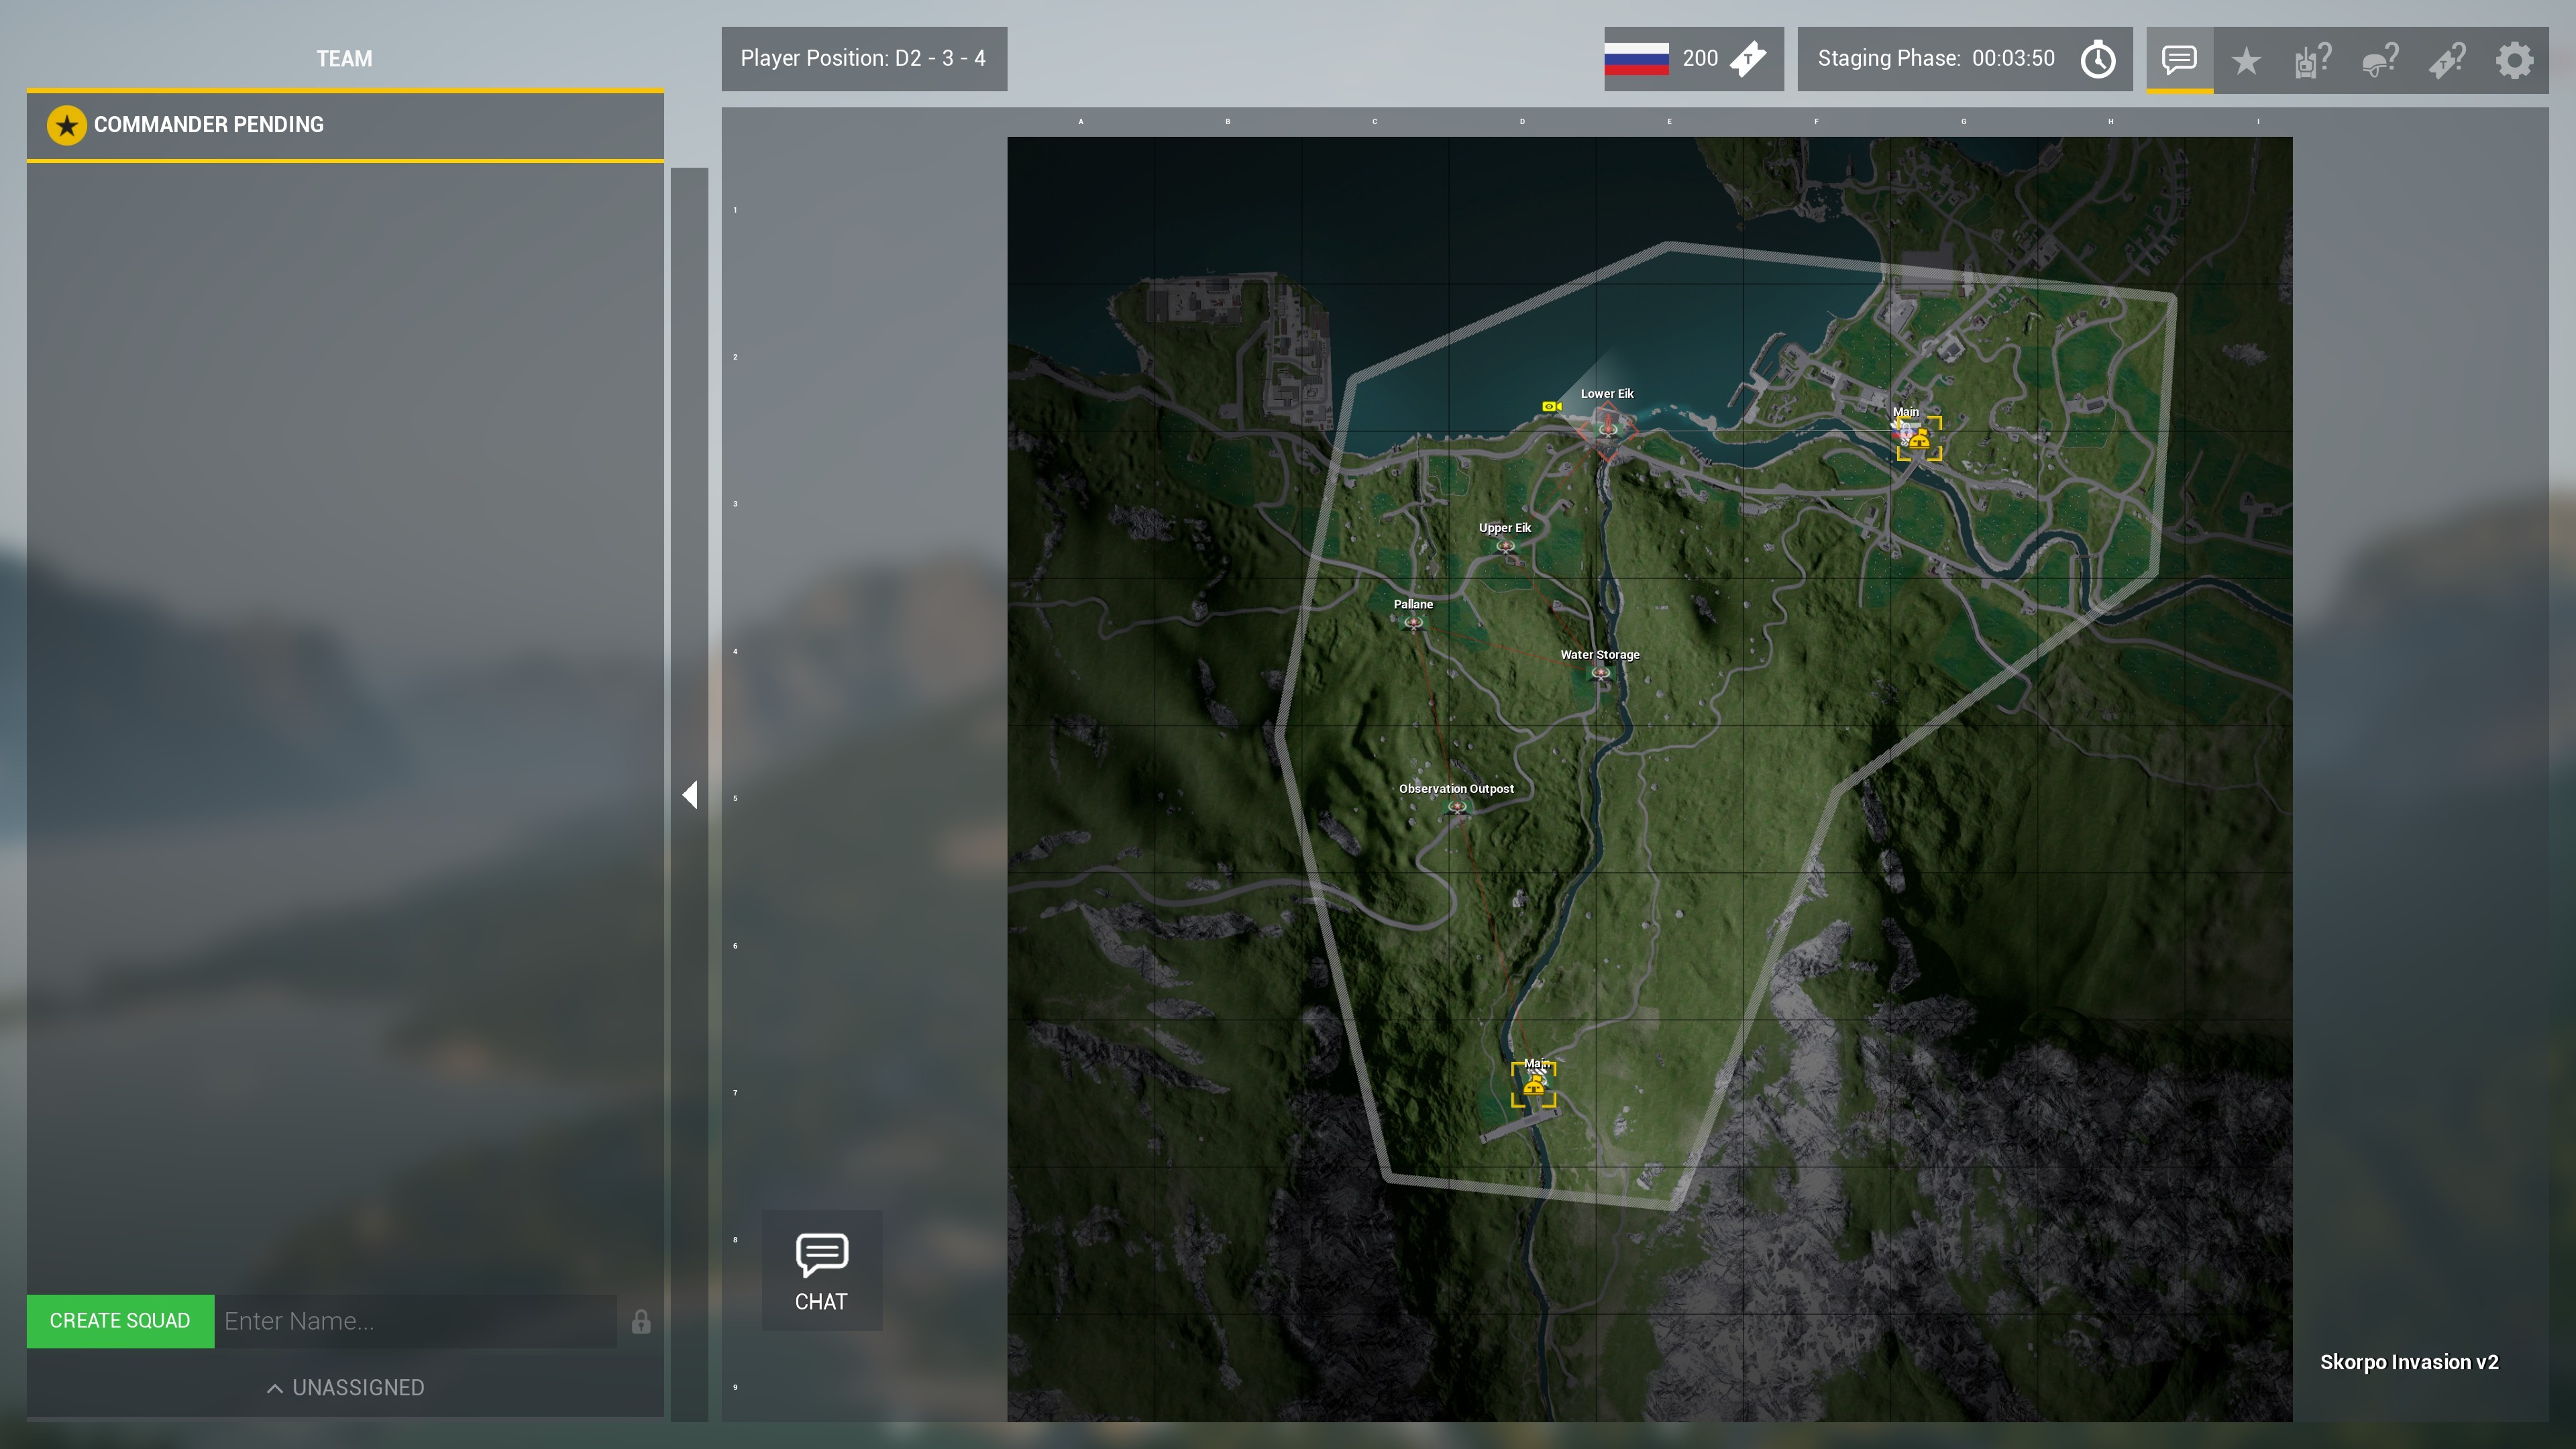 TEAM
Player Position: D2 - 3 - 4
200
Staging Phase: 00:03:50
COMMANDER PENDING
A B C D E F G H I
1
2
Lower Eik
Main
3
Upper Eik
Pallane
4
Water Storage
Observation Outpost
5
6
Main
7
8
CHAT
CREATE SQUAD Enter Name...
Skorpo Invasion v2
UNASSIGNED
9